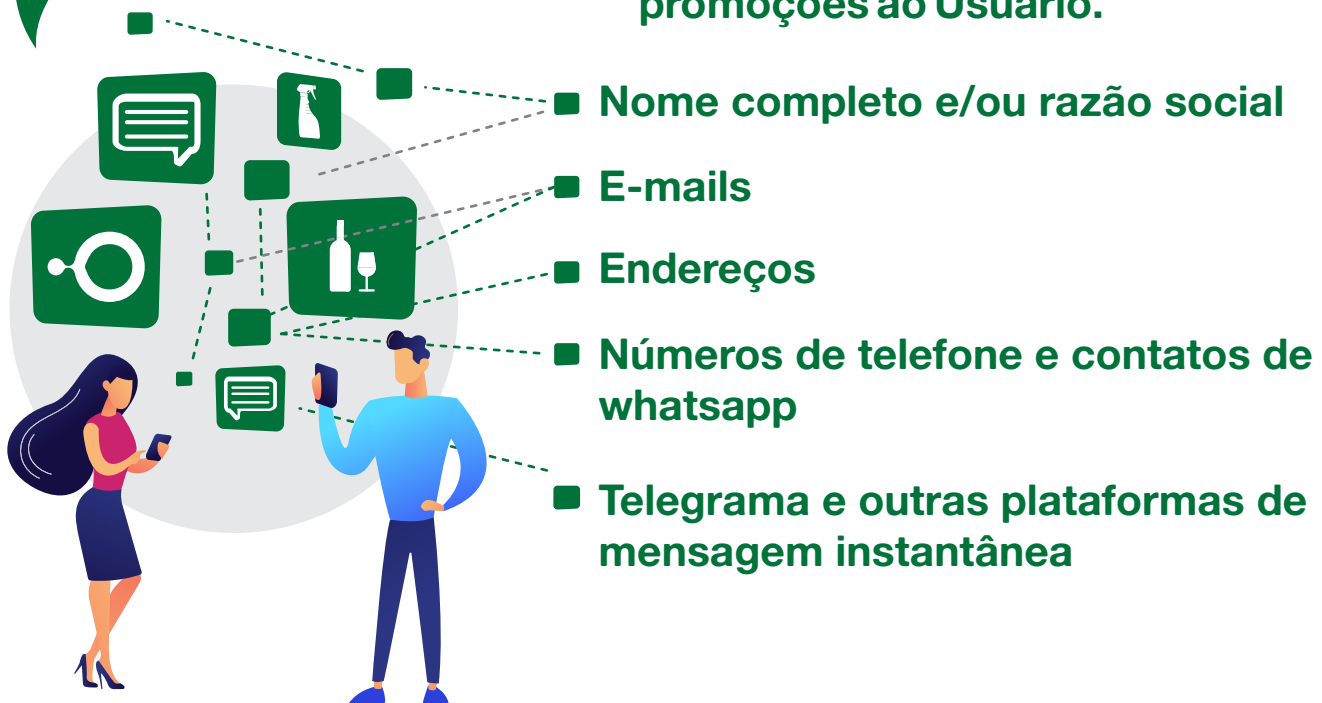 promoções ao Usuário.
Nome completo e/ou razão social
E-mails
Endereços
Números de telefone e contatos de
whatsapp
Telegrama e outras plataformas de
mensagem instantânea